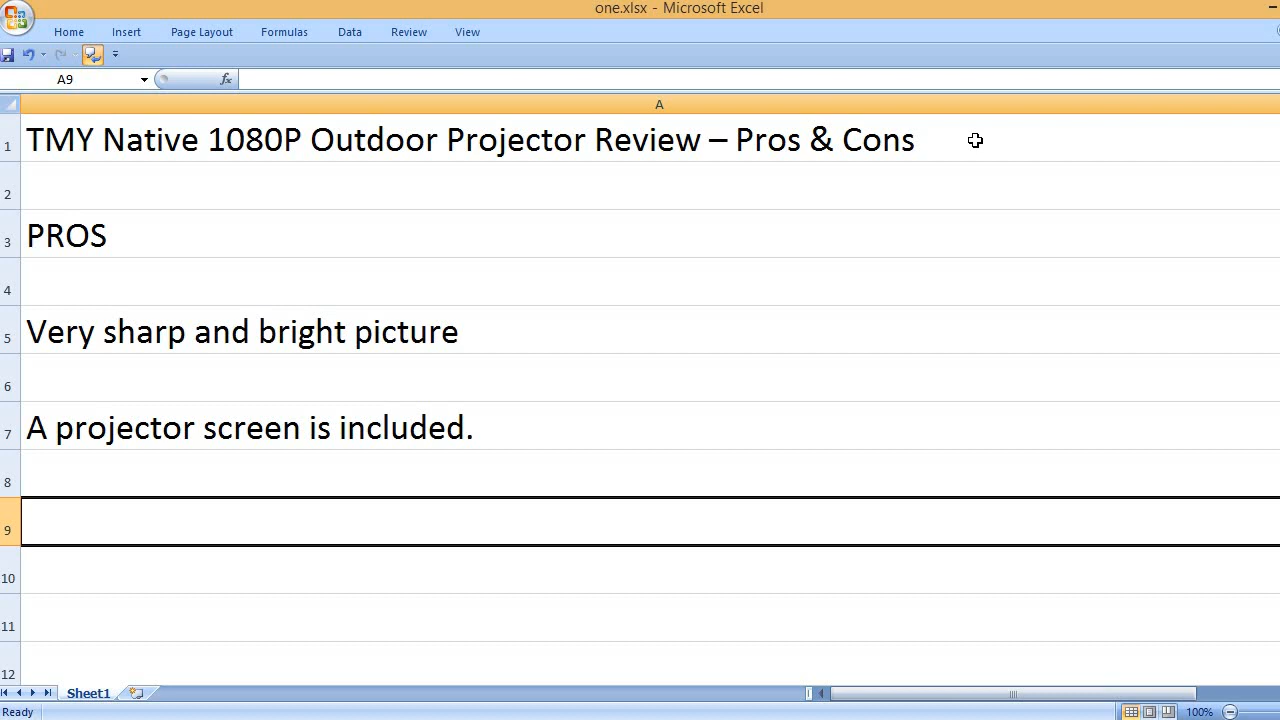 one.xlsx - Microsoft Excel
Home Insert Page Layout Formulas Data Review View
A9 fx
A
1 TMY Native 1080P Outdoor Projector Review – Pros & Cons
2
3 PROS
4
5 Very sharp and bright picture
6
7 A projector screen is included.
8
9
10
11
12
Sheet1
Ready 100%